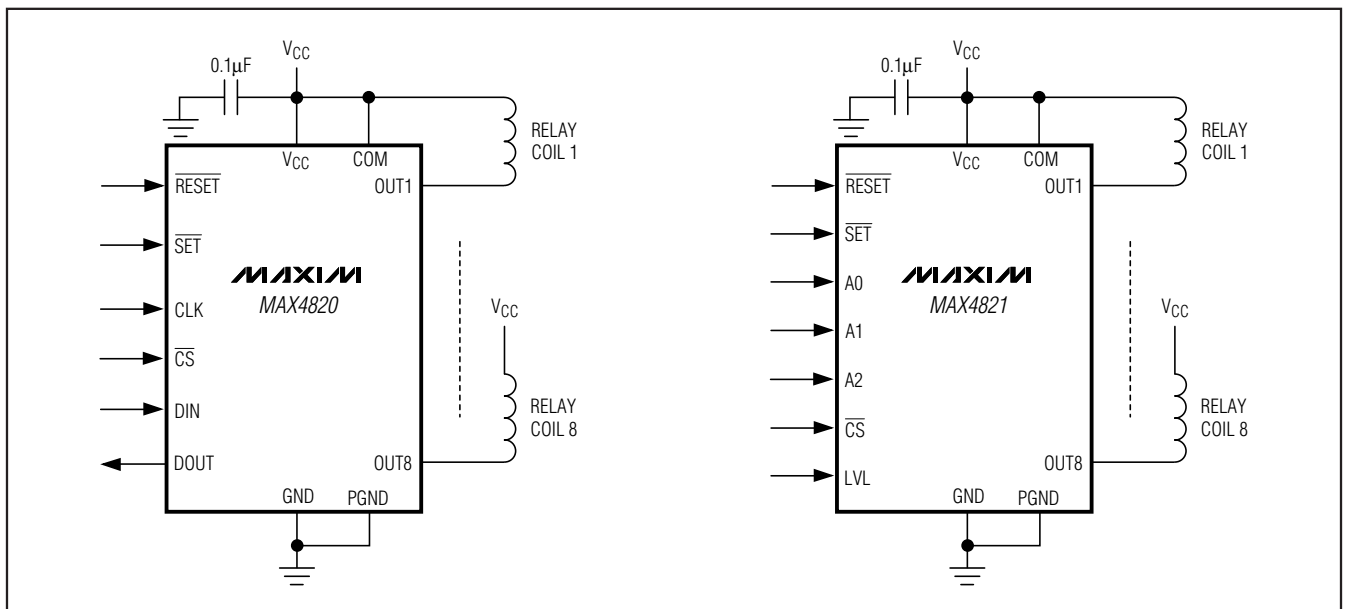 VCC
0.1μF
RELAY
COIL 1
VCC
COM
OUT1
RESET
SET
MAXIM
MAX4820
CLK
CS
DIN
DOUT
VCC
RELAY
COIL 8
OUT8
GND
PGND
VCC
0.1μF
RELAY
COIL 1
VCC
COM
OUT1
RESET
SET
A0
MAXIM
MAX4821
A1
A2
CS
LVL
VCC
RELAY
COIL 8
OUT8
GND
PGND